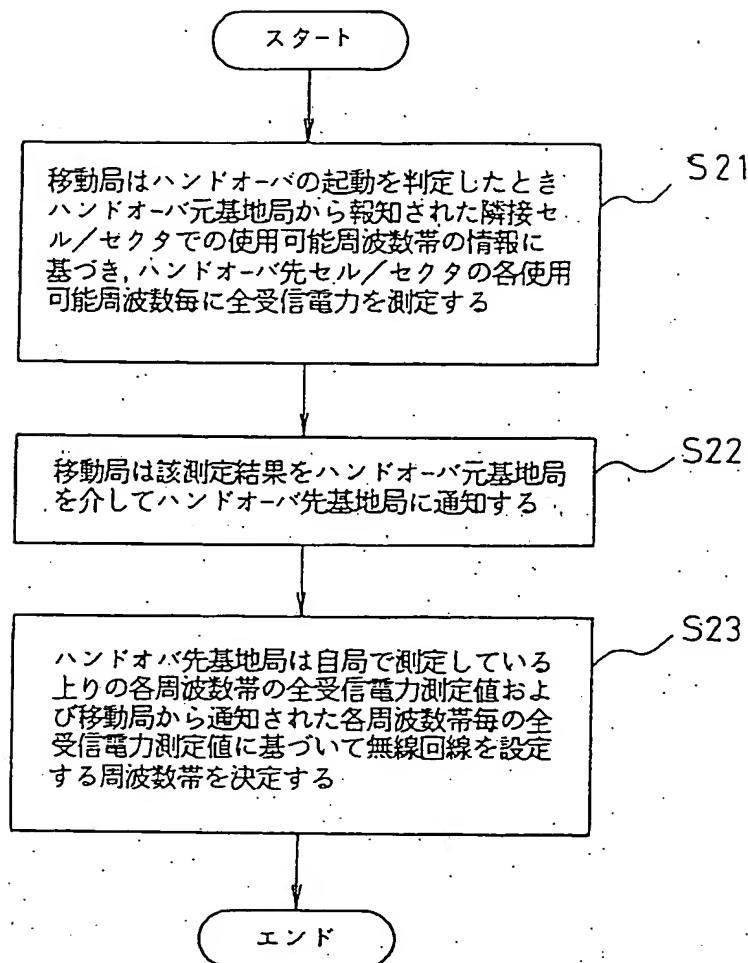 スタート
移動局はハンドオーバの起動を判定したとき
ハンドオーバ元基地局から報知された隣接セ
ル/セクタでの使用可能周波数帯の情報に
基づき,ハンドオーバ先セル/セクタの各使用
可能周波数毎に全受信電力を測定する
S21
移動局は該測定結果をハンドオーバ元基地局
を介してハンドオーバ先基地局に通知する
S22
ハンドオバ先基地局は自局で測定している
上りの各周波数帯の全受信電力測定値およ
び移動局から通知された各周波数帯毎の全
受信電力測定値に基づいて無線回線を設定
する周波数帯を決定する
S23
エンド